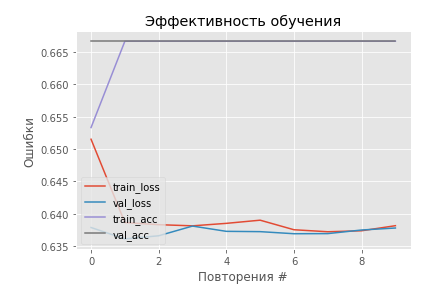 Эффективность обучения
Ошибки
0.665
0.660
0.655
0.650
0.645
0.640
0.635
train_loss
val_loss
train_acc
val_acc
0 2 4 6 8
Повторения #